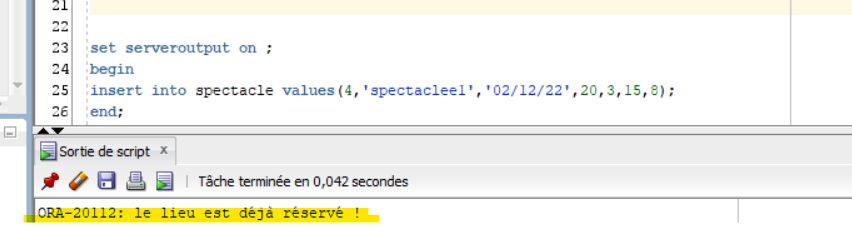 21
22
23 set serveroutput on ;
24 begin
25 insert into spectacle values(4,'spectacleel','02/12/22',20,3,15,8);
26 end;
Sortie de script x
Tâche terminée en 0,042 secondes
ORA-20112: le lieu est déjà réservé !